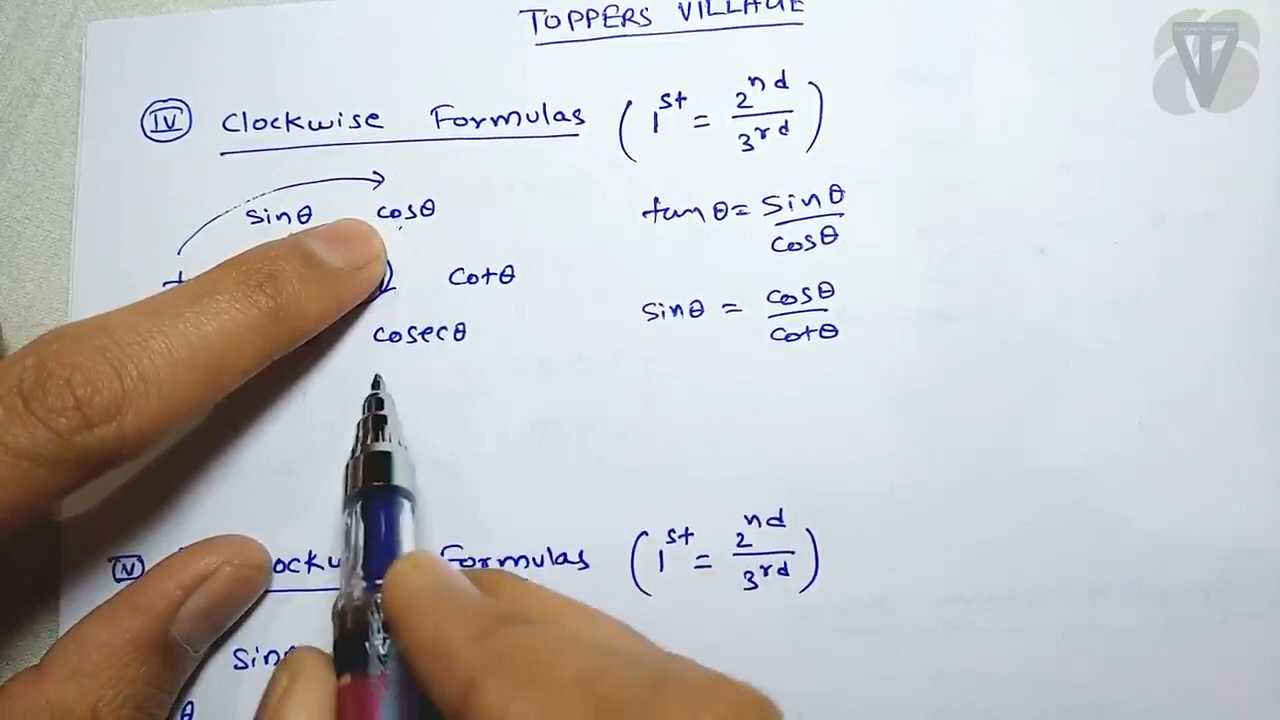 TOPPERS VILLAGE
IV Clockwise Formulas (1st = 2nd/3rd)
sinθ cosθ
cotθ
cosecθ
tanθ = sinθ/cosθ
sinθ = cosθ/cotθ
V Formulas (1st = 2nd/3rd)
θ